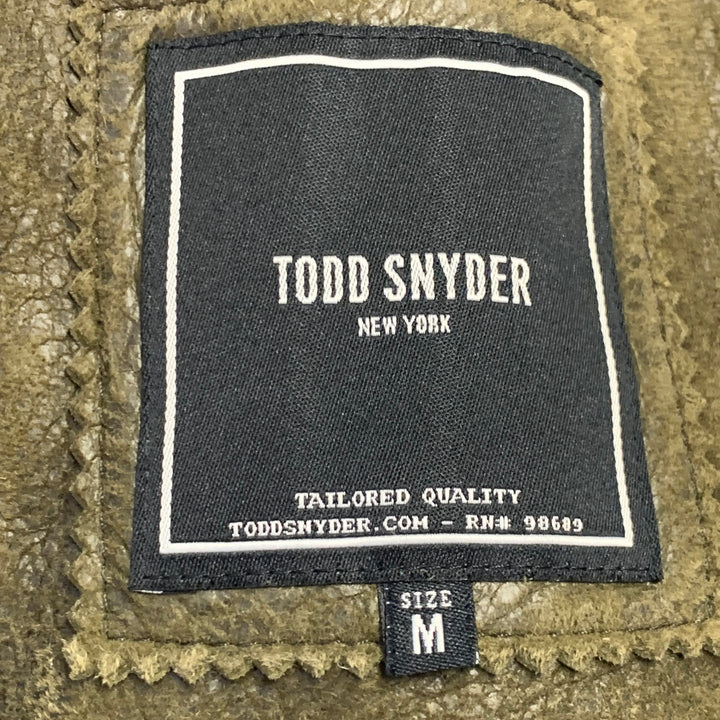 TODD SNYDER
NEW YORK
TAILORED QUALITY
TODDSNYDER.COM - RN# 98689
SIZE
M